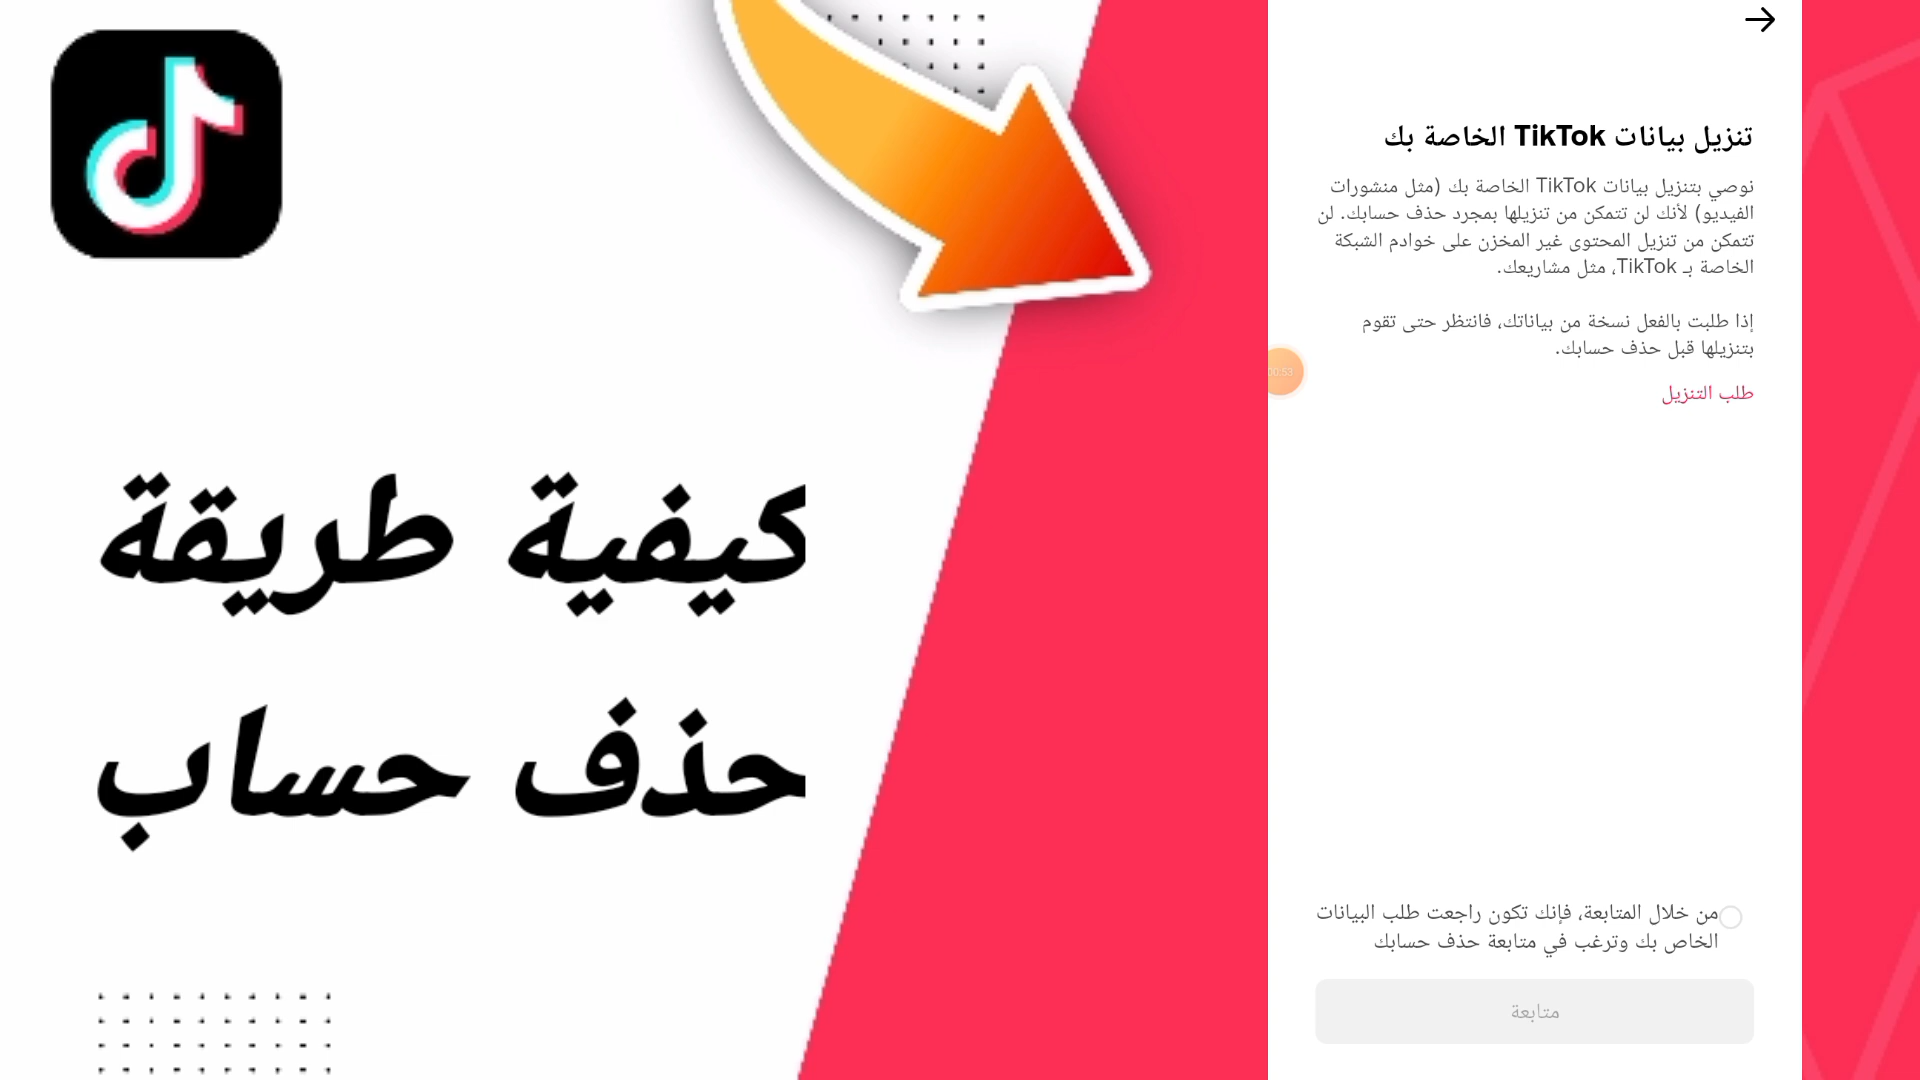 كيفية طريقة
حذف حساب
تنزيل بيانات TikTok الخاصة بك
نوصي بتنزيل بيانات TikTok الخاصة بك (مثل منشورات
الفيديو) لأنك لن تتمكن من تنزيلها بمجرد حذف حسابك. لن
تتمكن من تنزيل المحتوى غير المخزن على خوادم الشبكة
الخاصة بـ TikTok، مثل مشاريعك.
إذا طلبت بالفعل نسخة من بياناتك، فانتظر حتى تقوم
بتنزيلها قبل حذف حسابك.
00:53
طلب التنزيل
من خلال المتابعة، فإنك تكون راجعت طلب البيانات
الخاص بك وترغب في متابعة حذف حسابك
متابعة